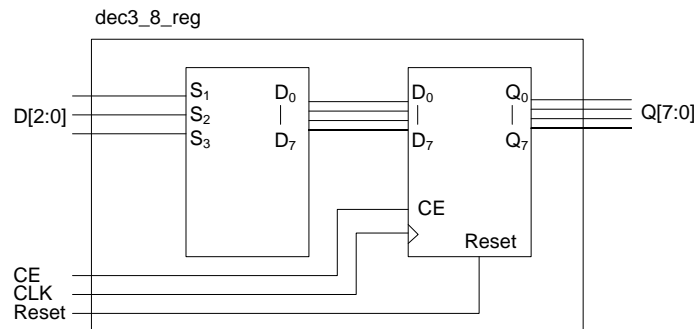 dec3_8_reg
D[2:0]
S₁
S₂
S₃
D₀
D₇
D₀
D₇
CE
Reset
Q₀
Q₇
Q[7:0]
CE
CLK
Reset